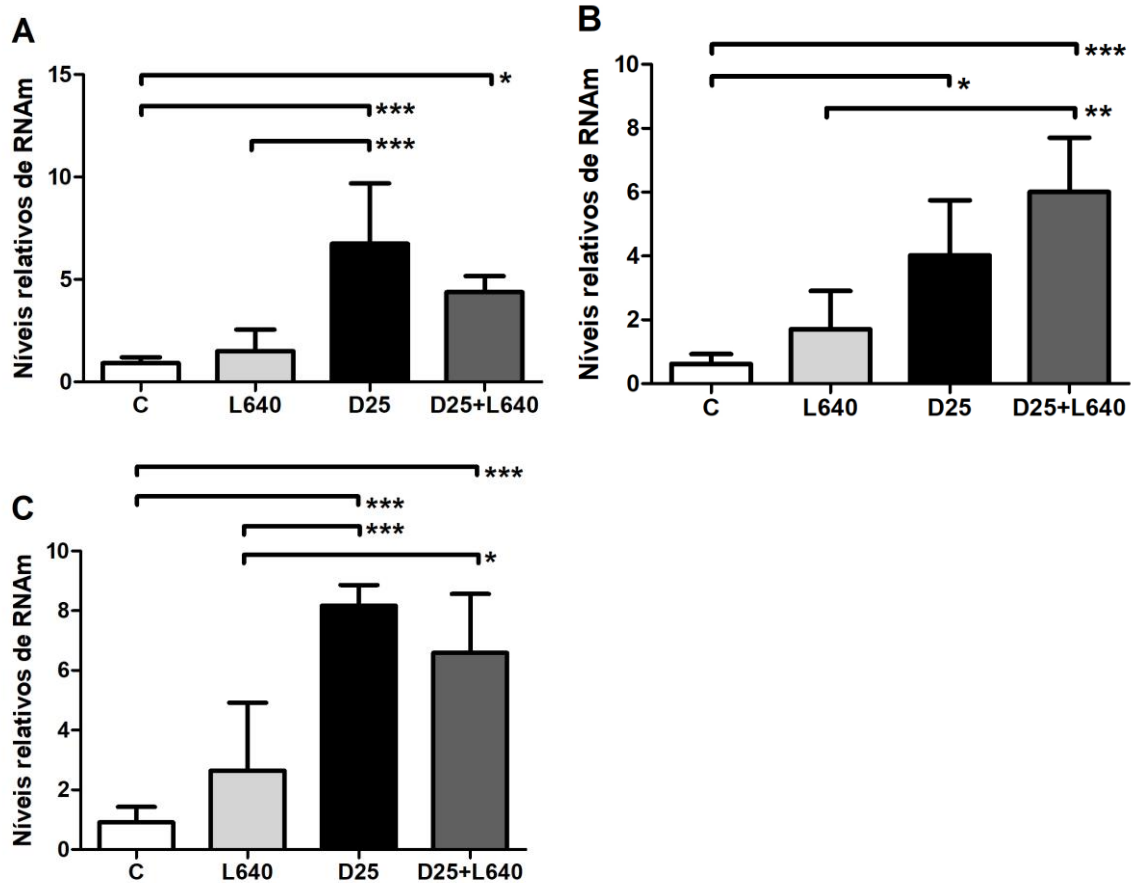 A
Níveis relativos de RNAm
15
10
5
0
*
***
***
C L640 D25 D25+L640
B
Níveis relativos de RNAm
10
8
6
4
2
0
***
*
**
C L640 D25 D25+L640
C
Níveis relativos de RNAm
10
8
6
4
2
0
***
***
***
*
C L640 D25 D25+L640